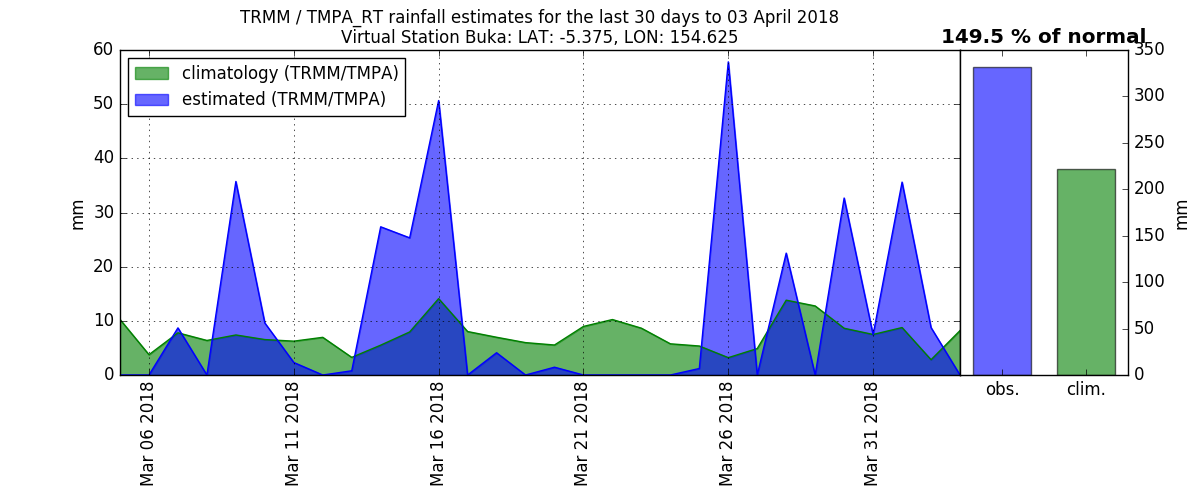 TRMM / TMPA_RT rainfall estimates for the last 30 days to 03 April 2018
Virtual Station Buka: LAT: -5.375, LON: 154.625
149.5 % of normal
climatology (TRMM/TMPA)
estimated (TRMM/TMPA)
60
50
40
30
20
10
0
mm
Mar 06 2018
Mar 11 2018
Mar 16 2018
Mar 21 2018
Mar 26 2018
Mar 31 2018
350
300
250
200
150
100
50
0
mm
obs.
clim.